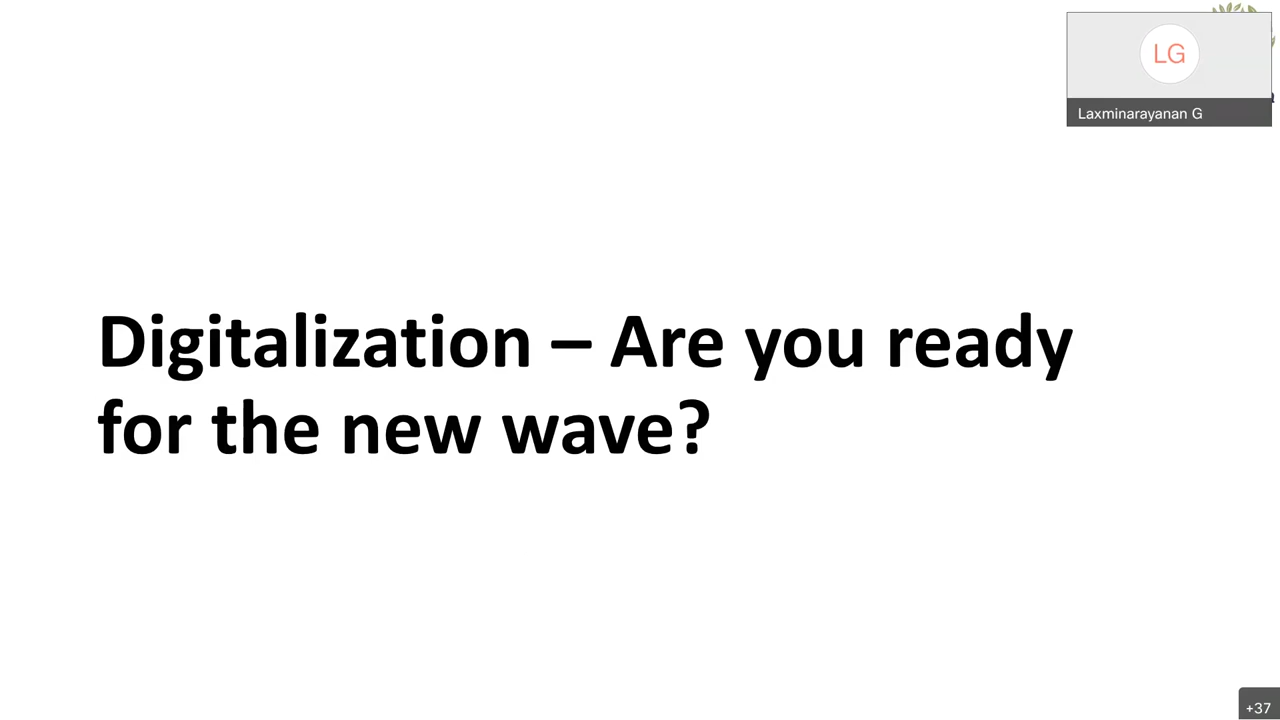 LG
Laxminarayanan G
Digitalization – Are you ready
for the new wave?
+37